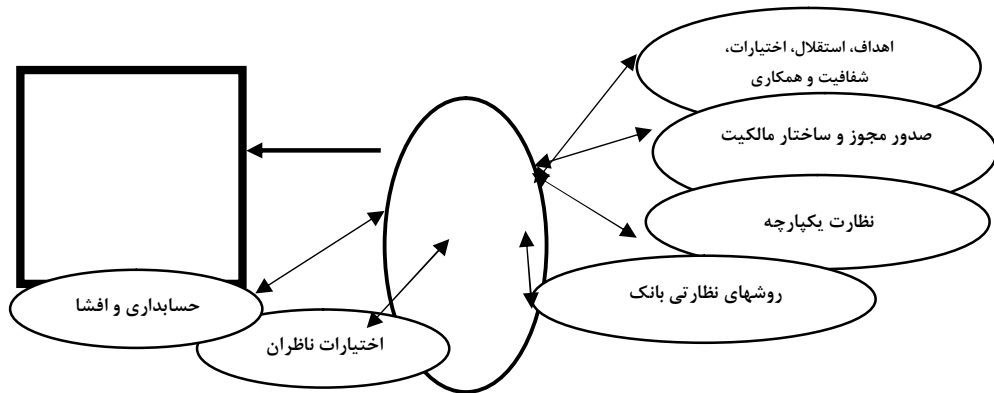 اهداف، استقلال، اختیارات،
شفافیت و همکاری
صدور مجوز و ساختار مالکیت
نظارت یکپارچه
روشهای نظارتی بانک
حسابداری و افشا
اختیارات ناظران